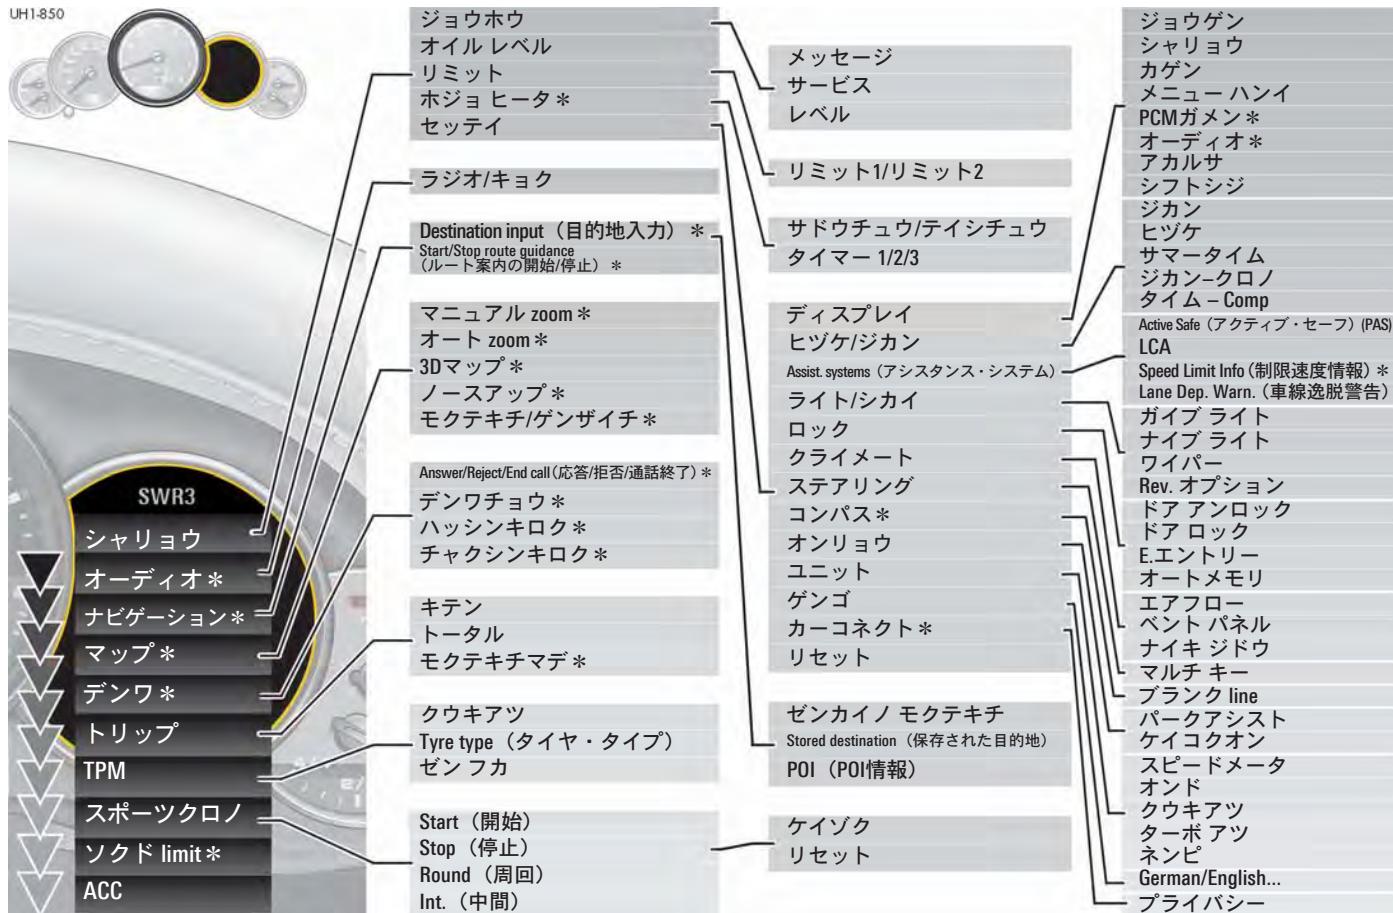 UH1-850
SWR3
シャリョウ
オーディオ＊
ナビゲーション＊
マップ＊
デンワ＊
トリップ
TPM
スポーツクロノ
ソクド limit＊
ACC
ジョウホウ
オイル レベル
リミット
ホジョ ヒータ＊
セッテイ
ラジオ/キョク
Destination input（目的地入力）＊
Start/Stop route guidance
（ルート案内の開始/停止）＊
マニュアル zoom＊
オート zoom＊
3Dマップ＊
ノースアップ＊
モクテキチ/ゲンザイチ＊
Answer/Reject/End call（応答/拒否/通話終了）＊
デンワチョウ＊
ハッシンキロク＊
チャクシンキロク＊
キテン
トータル
モクテキチマデ＊
クウキアツ
Tyre type（タイヤ・タイプ）
ゼン フカ
Start（開始）
Stop（停止）
Round（周回）
Int.（中間）
メッセージ
サービス
レベル
リミット1/リミット2
サドウチュウ/テイシチュウ
タイマー 1/2/3
ディスプレイ
ヒヅケ/ジカン
Assist. systems（アシスタンス・システム）
ライト/シカイ
ロック
クライメート
ステアリング
コンパス＊
オンリョウ
ユニット
ゲンゴ
カーコネクト＊
リセット
ゼンカイノ モクテキチ
Stored destination（保存された目的地）
POI（POI情報）
ケイゾク
リセット
ジョウゲン
シャリョウ
カゲン
メニュー ハンイ
PCMガメン＊
オーディオ＊
アカルサ
シフトシジ
ジカン
ヒヅケ
サマータイム
ジカン–クロノ
タイム – Comp
Active Safe（アクティブ・セーフ）(PAS)
LCA
Speed Limit Info（制限速度情報）＊
Lane Dep. Warn.（車線逸脱警告）
ガイブ ライト
ナイブ ライト
ワイパー
Rev. オプション
ドア アンロック
ドア ロック
E.エントリー
オートメモリ
エアフロー
ベント パネル
ナイキ ジドウ
マルチ キー
ブランク line
パークアシスト
ケイコクオン
スピードメータ
オンド
クウキアツ
ターボ アツ
ネンピ
German/English...
プライバシー